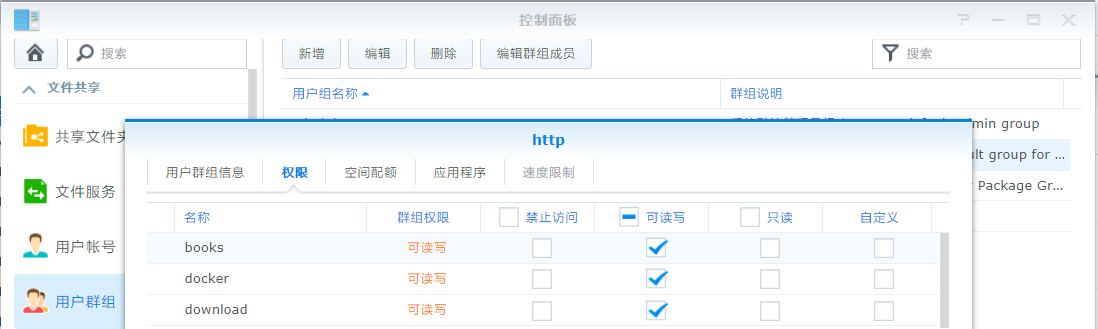 控制面板
搜索
新增 编辑 删除 编辑群组成员
搜索
文件共享
用户组名称 群组说明
共享文件夹
min group
http
ult group for ...
用户群组信息 权限 空间配额 应用程序 速度限制
Package Gr...
文件服务
名称 群组权限 禁止访问 可读写 只读 自定义
用户帐号
books 可读写
docker 可读写
用户群组
download 可读写